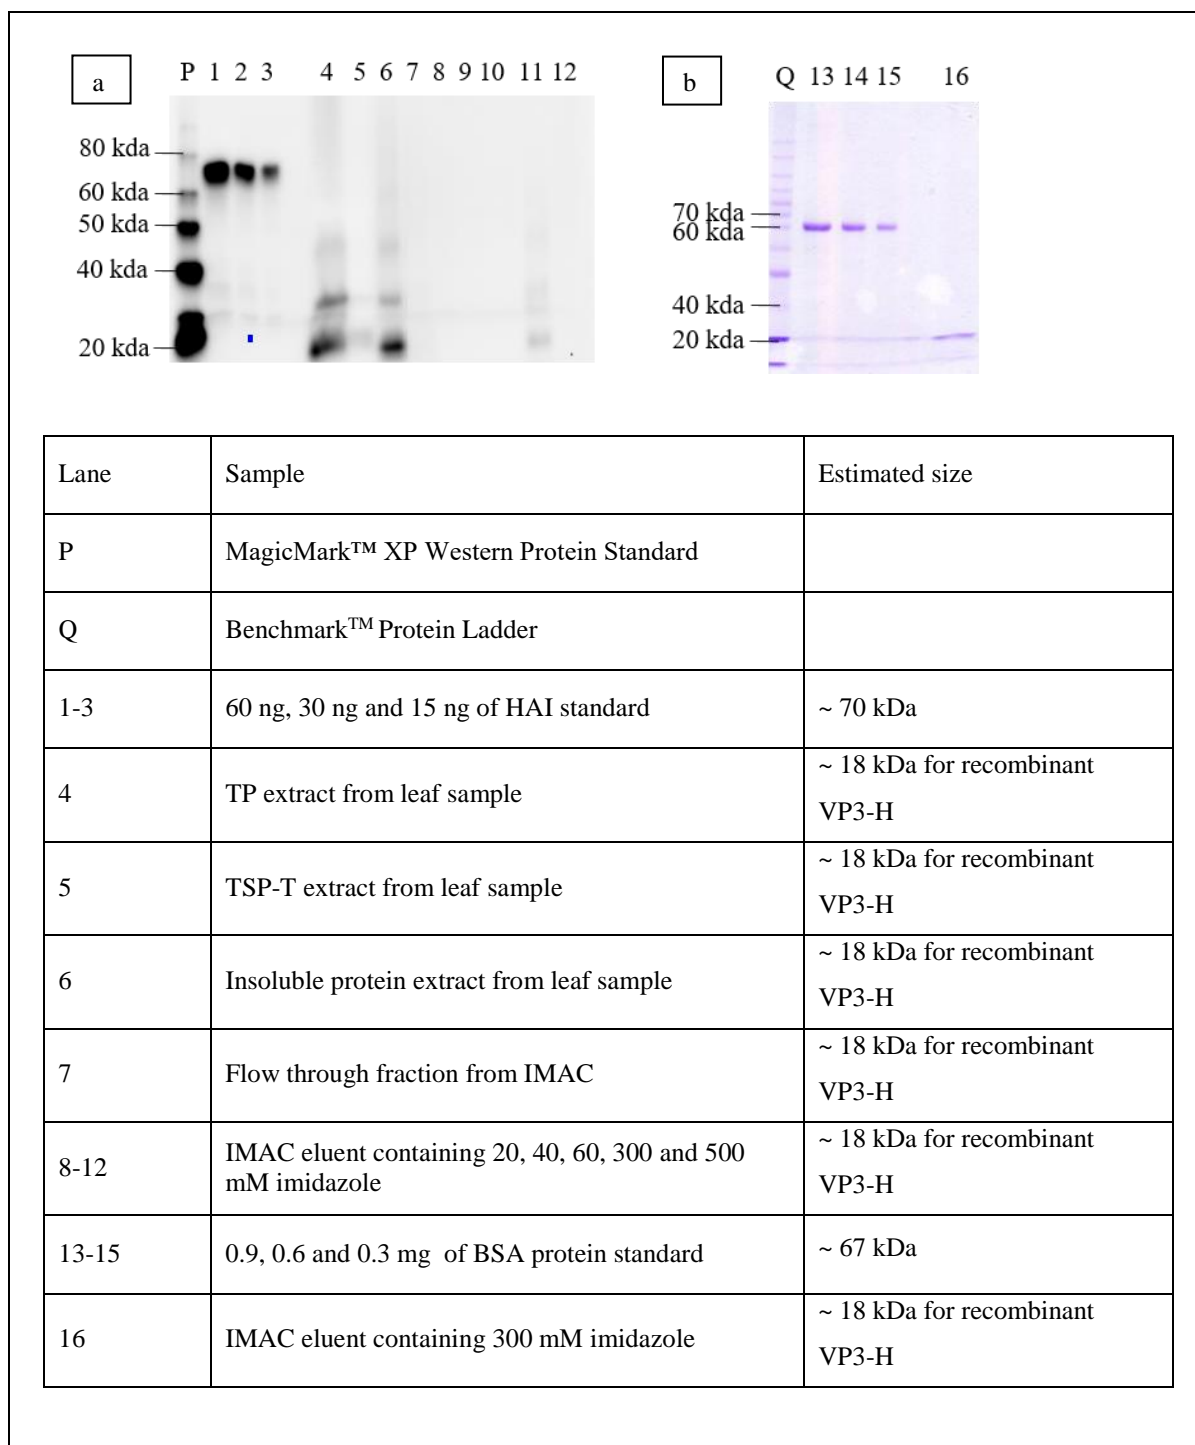 a
P 1 2 3 4 5 6 7 8 9 10 11 12
80 kda
60 kda
50 kda
40 kda
20 kda
b
Q 13 14 15 16
70 kda
60 kda
40 kda
20 kda
Lane Sample Estimated size
P MagicMark™ XP Western Protein Standard
Q Benchmark™ Protein Ladder
1-3 60 ng, 30 ng and 15 ng of HAI standard ~ 70 kDa
4 TP extract from leaf sample ~ 18 kDa for recombinant
VP3-H
5 TSP-T extract from leaf sample ~ 18 kDa for recombinant
VP3-H
6 Insoluble protein extract from leaf sample ~ 18 kDa for recombinant
VP3-H
7 Flow through fraction from IMAC ~ 18 kDa for recombinant
VP3-H
8-12 IMAC eluent containing 20, 40, 60, 300 and 500
mM imidazole
~ 18 kDa for recombinant
VP3-H
13-15 0.9, 0.6 and 0.3 mg of BSA protein standard ~ 67 kDa
16 IMAC eluent containing 300 mM imidazole ~ 18 kDa for recombinant
VP3-H